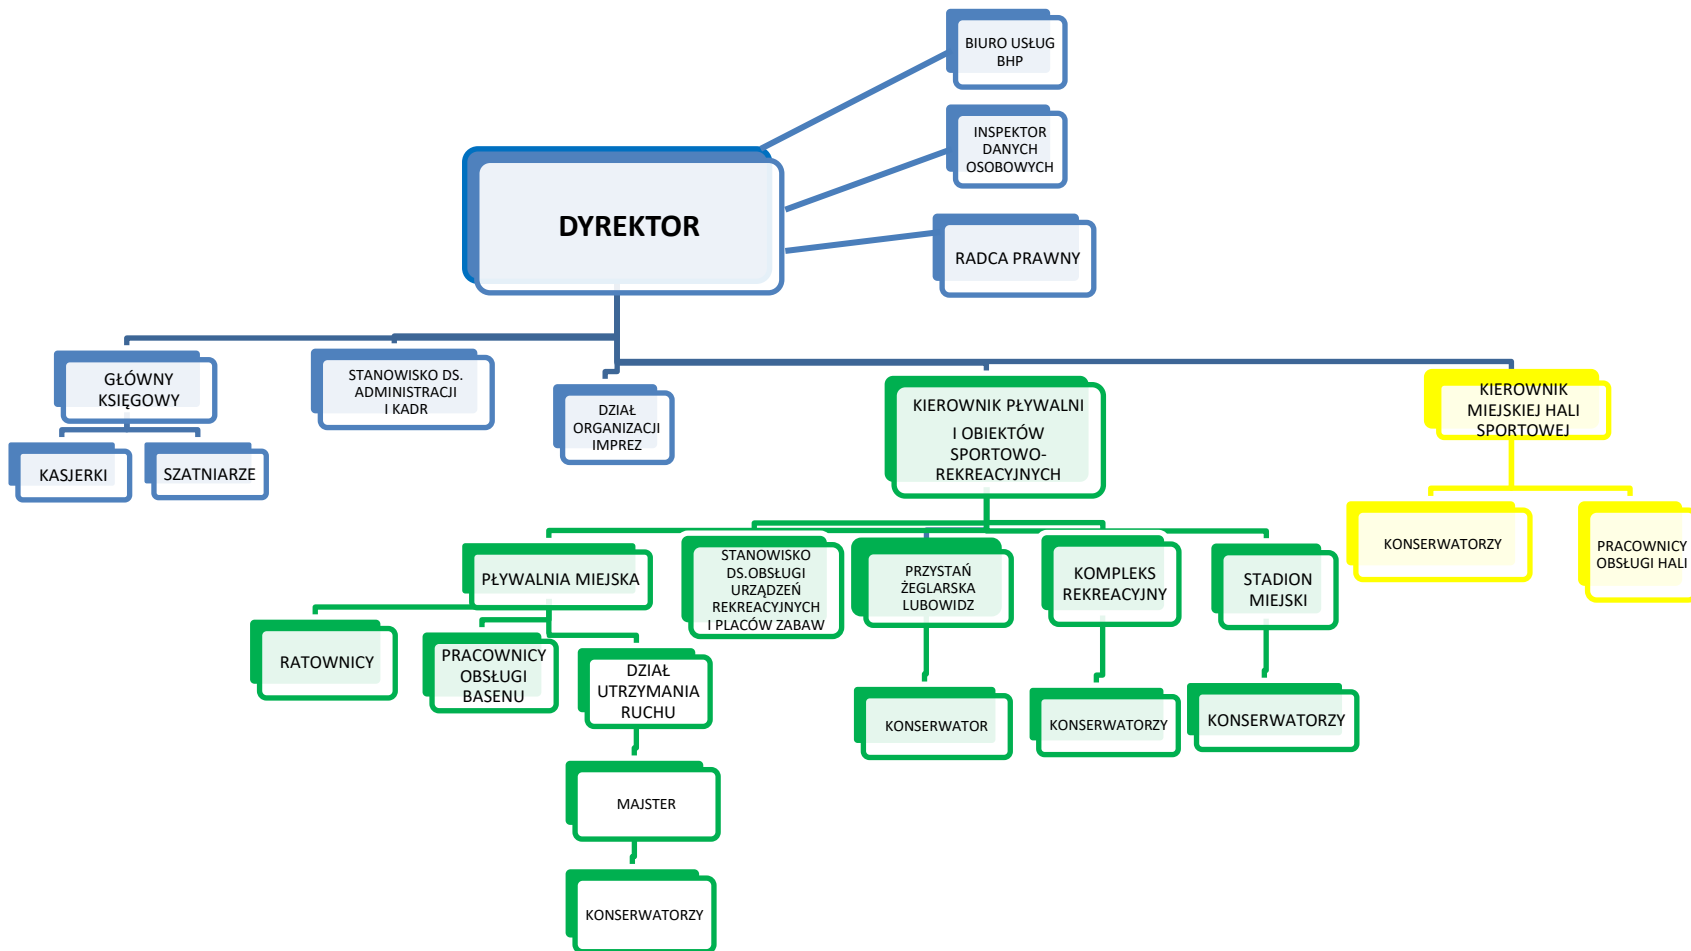 BIURO USŁUG
BHP
INSPEKTOR
DANYCH
OSOBOWYCH
DYREKTOR
RADCA PRAWNY
GŁÓWNY
KSIĘGOWY
STANOWISKO DS.
ADMINISTRACJI
I KADR
DZIAŁ
ORGANIZACJI
IMPREZ
KIEROWNIK PŁYWALNI
I OBIEKTÓW
SPORTOWO-
REKREACYJNYCH
KIEROWNIK
MIEJSKIEJ HALI
SPORTOWEJ
KASJERKI
SZATNIARZE
KONSERWATORZY
PRACOWNICY
OBSŁUGI HALI
PŁYWALNIA MIEJSKA
STANOWISKO
DS.OBSŁUGI
URZĄDZEŃ
REKREACYJNYCH
I PLACÓW ZABAW
PRZYSTAŃ
ŻEGLARSKA
LUBOWIDZ
KOMPLEKS
REKREACYJNY
STADION
MIEJSKI
RATOWNICY
PRACOWNICY
OBSŁUGI
BASENU
DZIAŁ
UTRZYMANIA
RUCHU
KONSERWATOR
KONSERWATORZY
KONSERWATORZY
MAJSTER
KONSERWATORZY